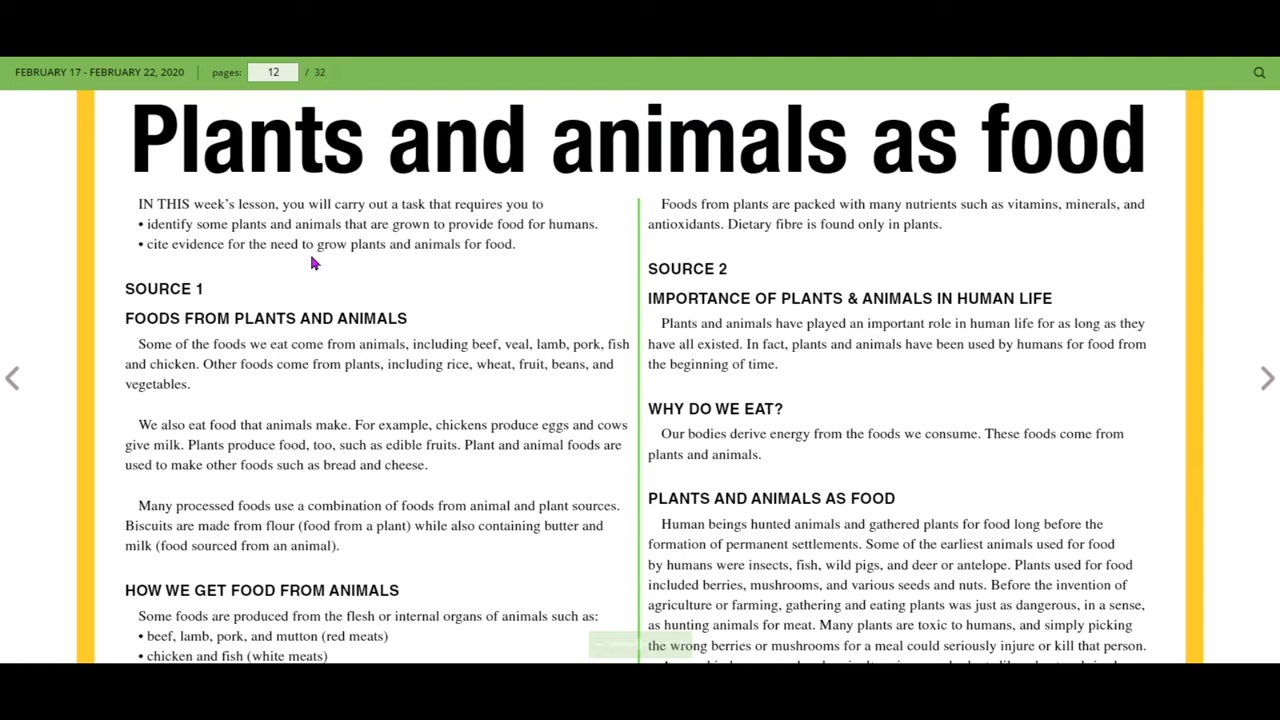 FEBRUARY 17 - FEBRUARY 22, 2020 pages: 12 / 32
Plants and animals as food
IN THIS week's lesson, you will carry out a task that requires you to
• identify some plants and animals that are grown to provide food for humans.
• cite evidence for the need to grow plants and animals for food.
SOURCE 1
FOODS FROM PLANTS AND ANIMALS
Some of the foods we eat come from animals, including beef, veal, lamb, pork, fish
and chicken. Other foods come from plants, including rice, wheat, fruit, beans, and
vegetables.
We also eat food that animals make. For example, chickens produce eggs and cows
give milk. Plants produce food, too, such as edible fruits. Plant and animal foods are
used to make other foods such as bread and cheese.
Many processed foods use a combination of foods from animal and plant sources.
Biscuits are made from flour (food from a plant) while also containing butter and
milk (food sourced from an animal).
HOW WE GET FOOD FROM ANIMALS
Some foods are produced from the flesh or internal organs of animals such as:
• beef, lamb, pork, and mutton (red meats)
• chicken and fish (white meats)
Foods from plants are packed with many nutrients such as vitamins, minerals, and
antioxidants. Dietary fibre is found only in plants.
SOURCE 2
IMPORTANCE OF PLANTS & ANIMALS IN HUMAN LIFE
Plants and animals have played an important role in human life for as long as they
have all existed. In fact, plants and animals have been used by humans for food from
the beginning of time.
WHY DO WE EAT?
Our bodies derive energy from the foods we consume. These foods come from
plants and animals.
PLANTS AND ANIMALS AS FOOD
Human beings hunted animals and gathered plants for food long before the
formation of permanent settlements. Some of the earliest animals used for food
by humans were insects, fish, wild pigs, and deer or antelope. Plants used for food
included berries, mushrooms, and various seeds and nuts. Before the invention of
agriculture or farming, gathering and eating plants was just as dangerous, in a sense,
as hunting animals for meat. Many plants are toxic to humans, and simply picking
the wrong berries or mushrooms for a meal could seriously injure or kill that person.